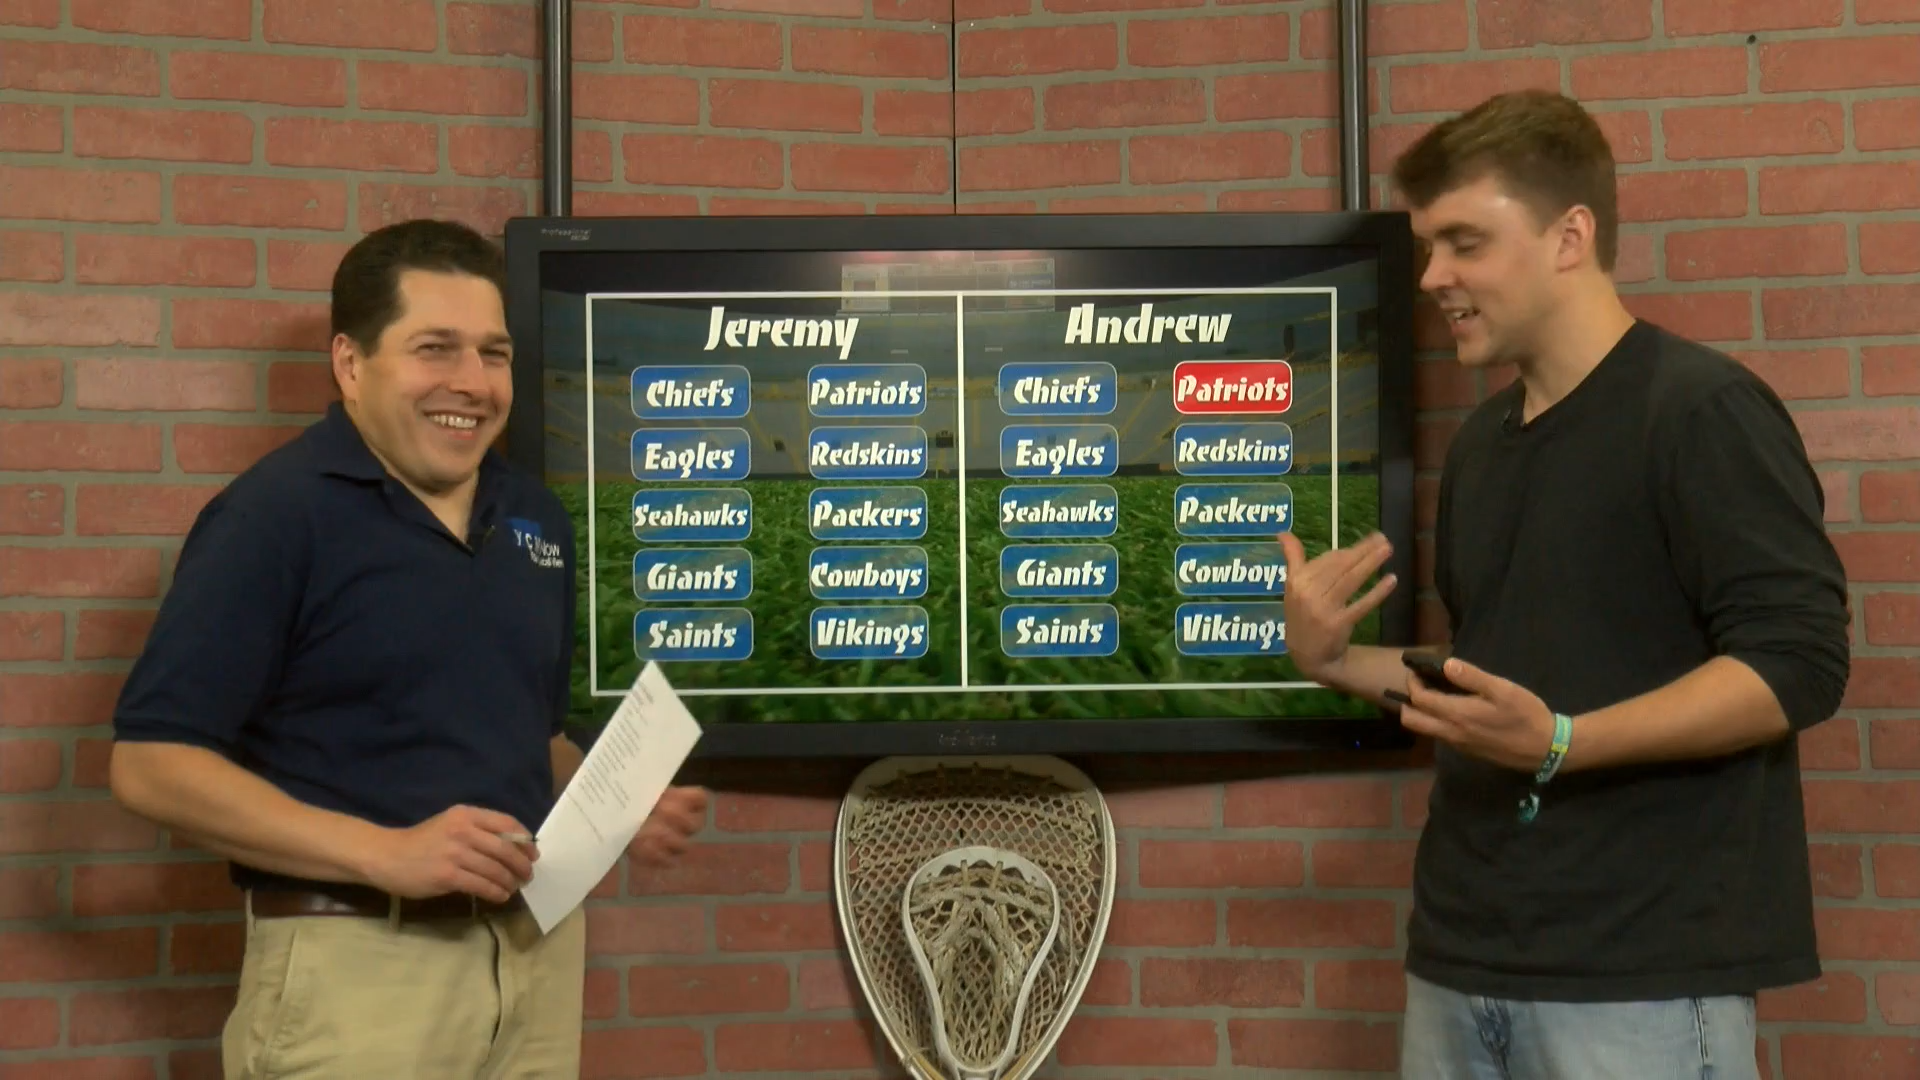 Professional
Jeremy
Andrew
Chiefs Patriots
Chiefs Patriots
Eagles Redskins
Eagles Redskins
Seahawks Packers
Seahawks Packers
Giants Cowboys
Giants Cowboys
Saints Vikings
Saints Vikings